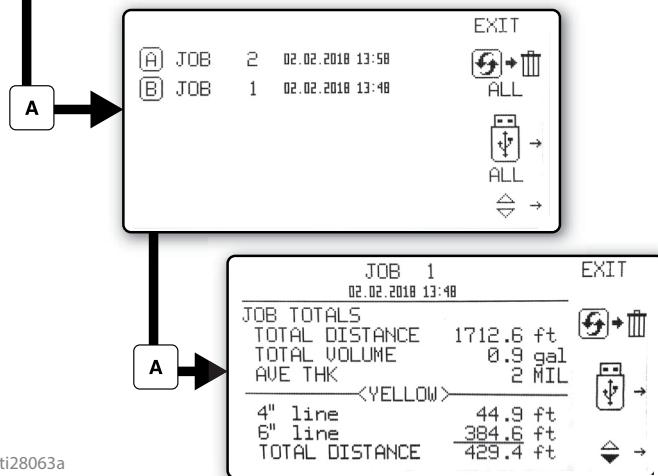 EXIT
A JOB 2 02.02.2018 13:58
B JOB 1 02.02.2018 13:48
ALL
ALL
A
A
JOB 1
EXIT
02.02.2018 13:48
JOB TOTALS
TOTAL DISTANCE 1712.6 ft
TOTAL VOLUME 0.9 gal
AVE THK 2 MIL
<YELLOW>
4" line 44.9 ft
6" line 384.6 ft
TOTAL DISTANCE 429.4 ft
ti28063a